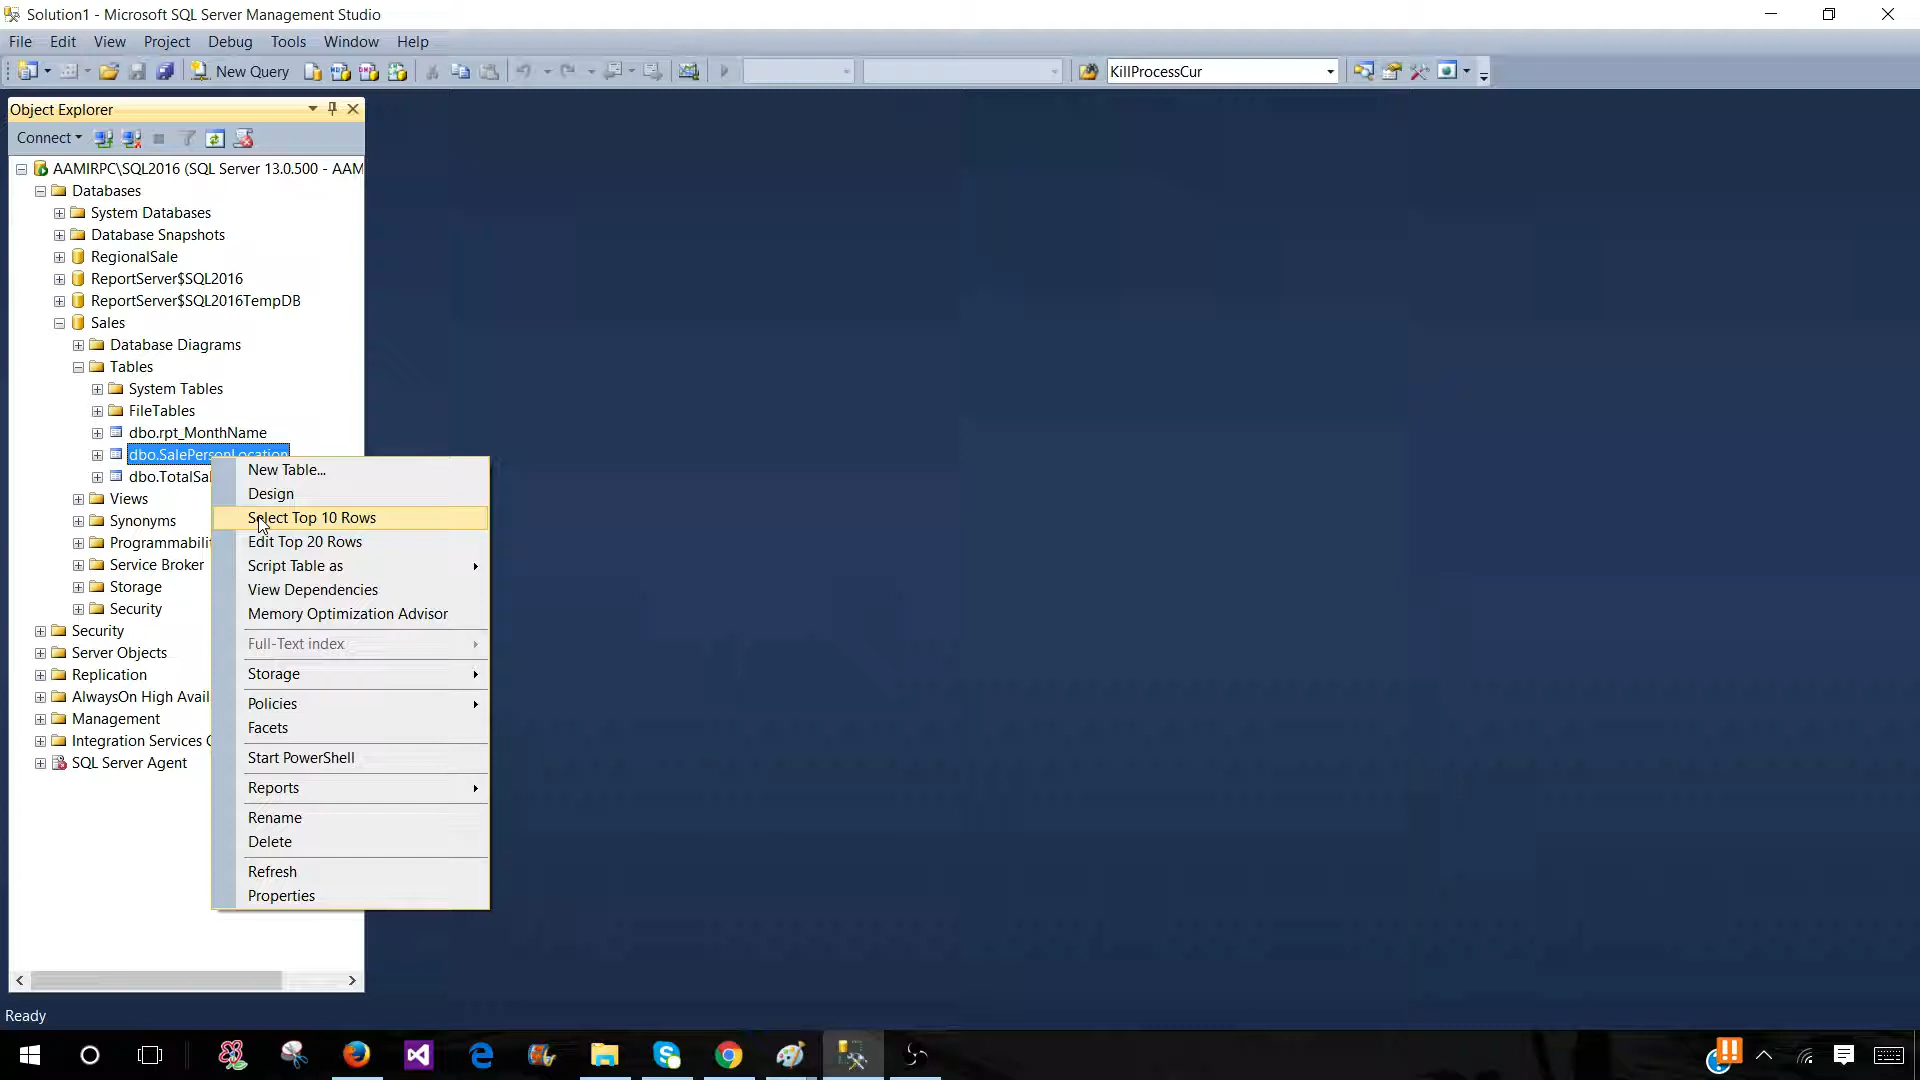 Solution1 - Microsoft SQL Server Management Studio
File Edit View Project Debug Tools Window Help
New Query
KillProcessCur
Object Explorer
Connect
AAMIRPC\SQL2016 (SQL Server 13.0.500 - AAM
Databases
System Databases
Database Snapshots
RegionalSale
ReportServer$SQL2016
ReportServer$SQL2016TempDB
Sales
Database Diagrams
Tables
System Tables
FileTables
dbo.rpt_MonthName
dbo.SalePersonLocation
dbo.TotalSal
Views
Synonyms
Programmabilit
Service Broker
Storage
Security
Security
Server Objects
Replication
AlwaysOn High Avail
Management
Integration Services C
SQL Server Agent
New Table...
Design
Select Top 10 Rows
Edit Top 20 Rows
Script Table as
View Dependencies
Memory Optimization Advisor
Full-Text index
Storage
Policies
Facets
Start PowerShell
Reports
Rename
Delete
Refresh
Properties
Ready